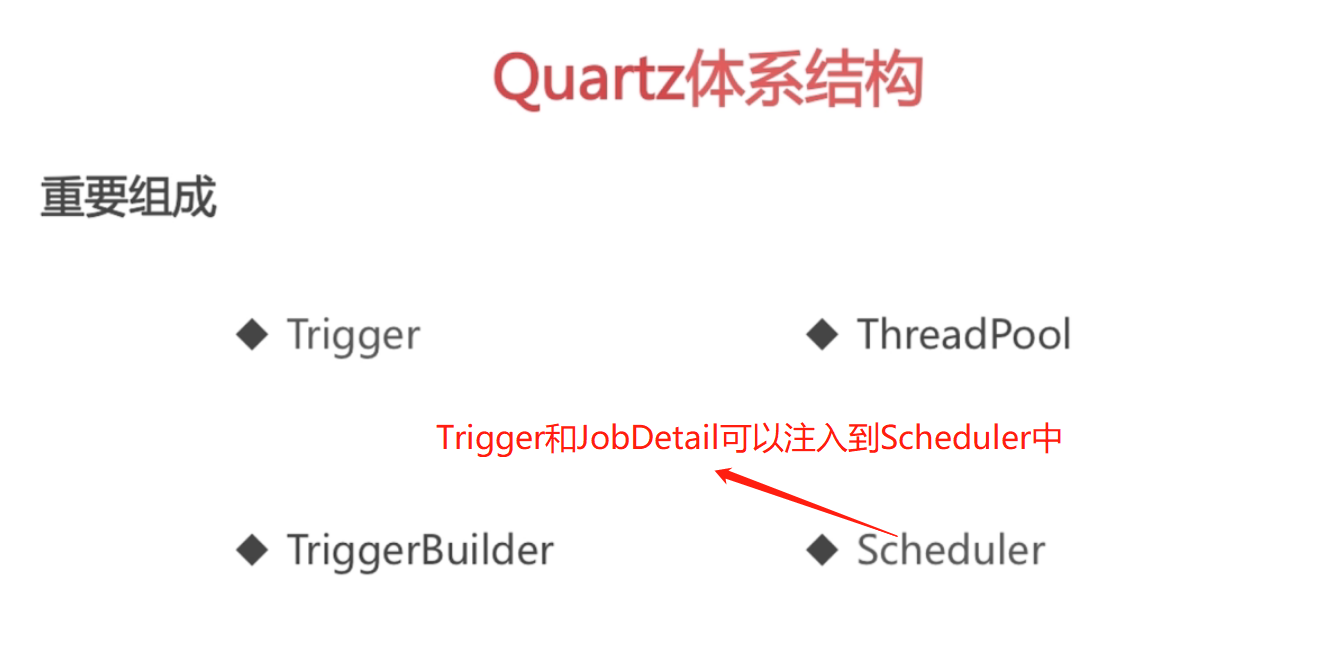 Quartz体系结构
重要组成
◆ Trigger
◆ ThreadPool
Trigger和JobDetail可以注入到Scheduler中
◆ TriggerBuilder
◆ Scheduler